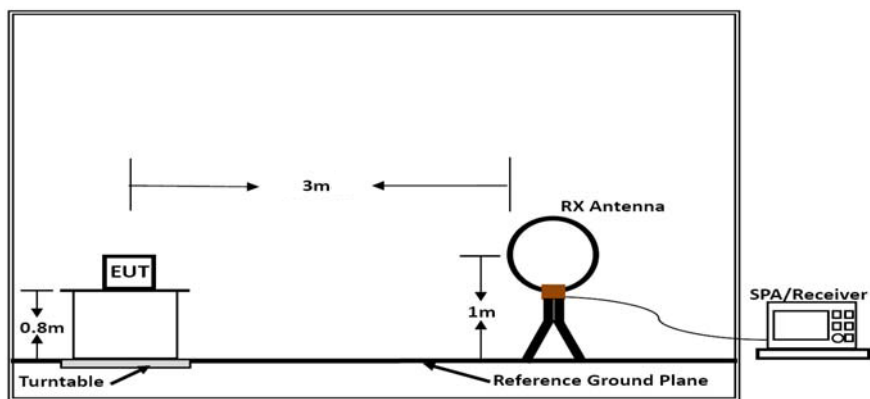 3m
RX Antenna
EUT
SPA/Receiver
0.8m
1m
Turntable
Reference Ground Plane